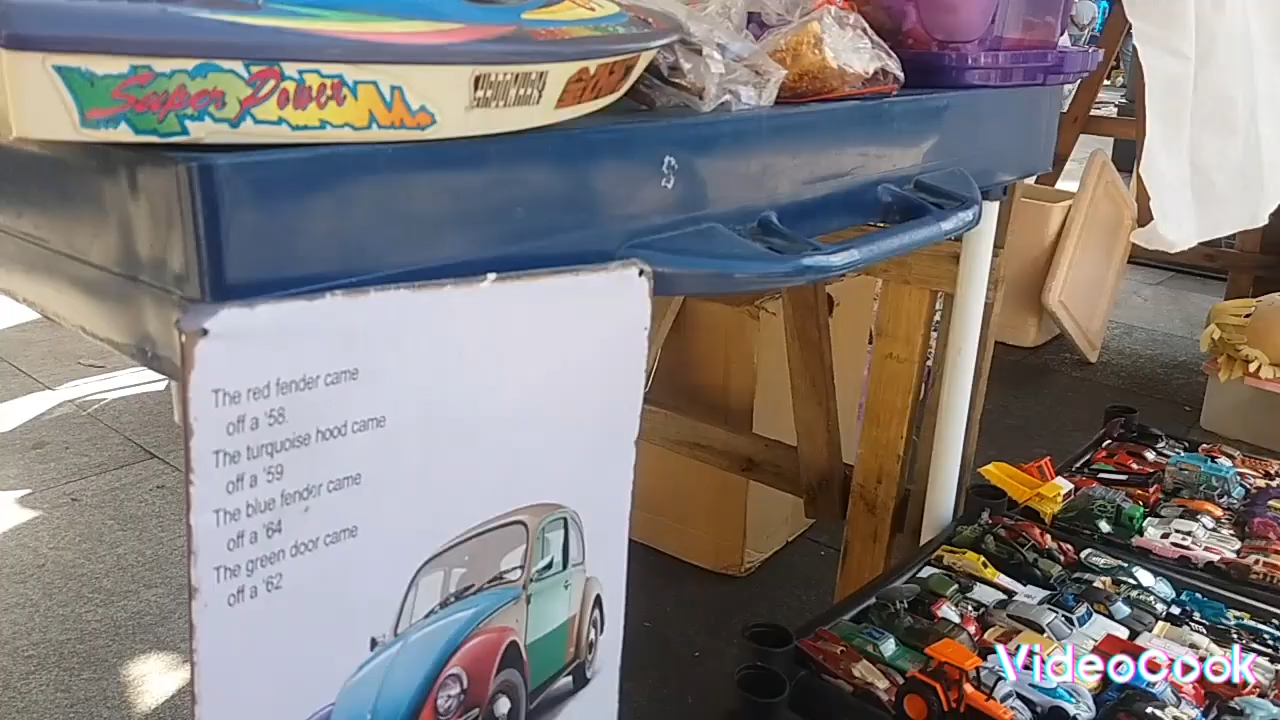 Super Power
The red fender came
off a '58.
The turquoise hood came
off a '59
The blue fender came
off a '64
The green door came
off a '62
VideoCook